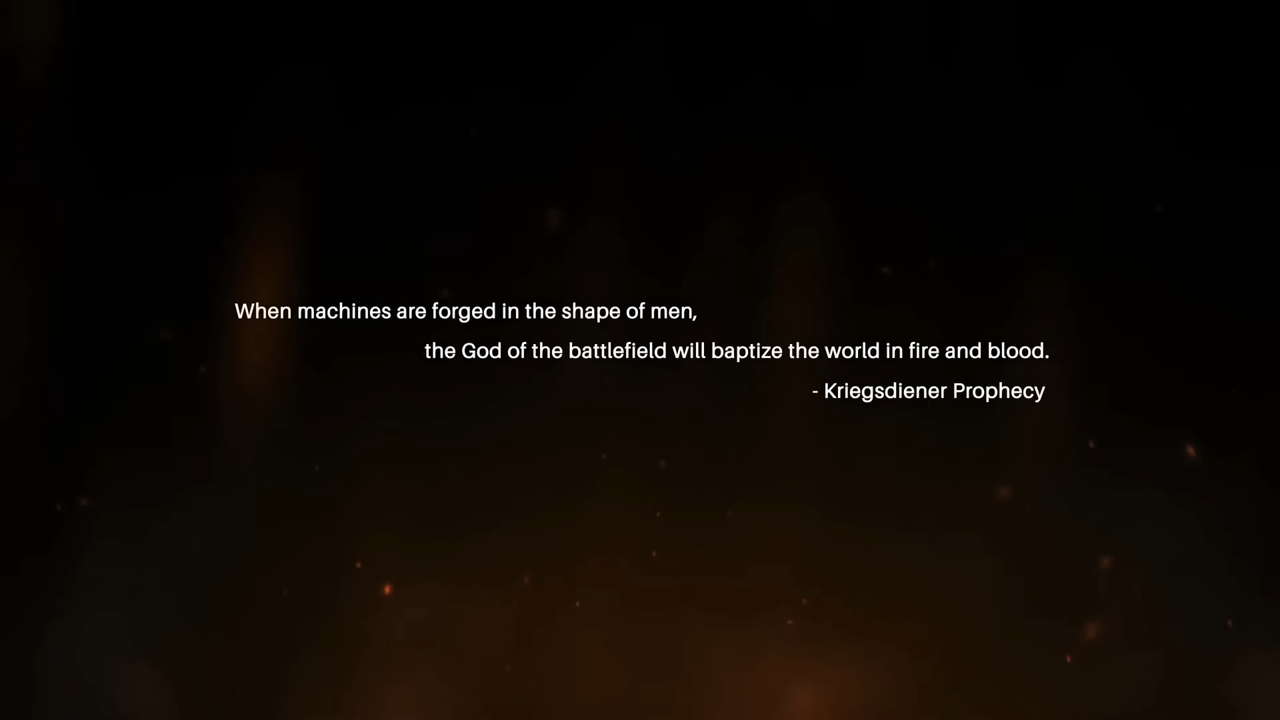 When machines are forged in the shape of men,
the God of the battlefield will baptize the world in fire and blood.
- Kriegsdiener Prophecy